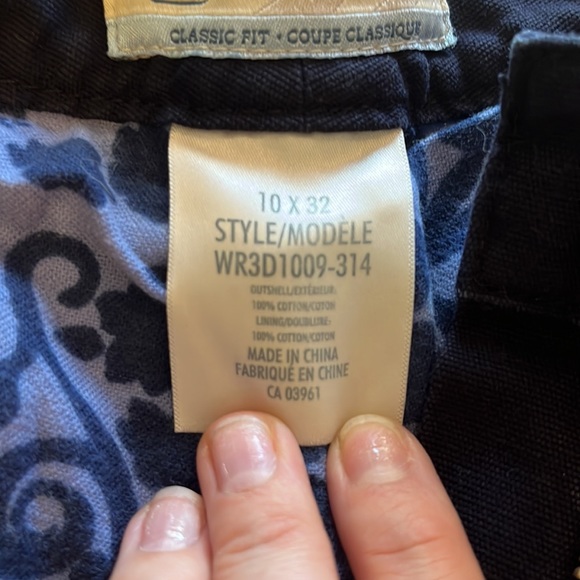 CLASSIC FIT • COUPE CLASSIQUE
10 X 32
STYLE/MODÈLE
WR3D1009-314
OUTSHELL/EXTÉRIEUR:
100% COTTON/COTON
LINING/DOUBLURE:
100% COTTON/COTON
MADE IN CHINA
FABRIQUÉ EN CHINE
CA 03961